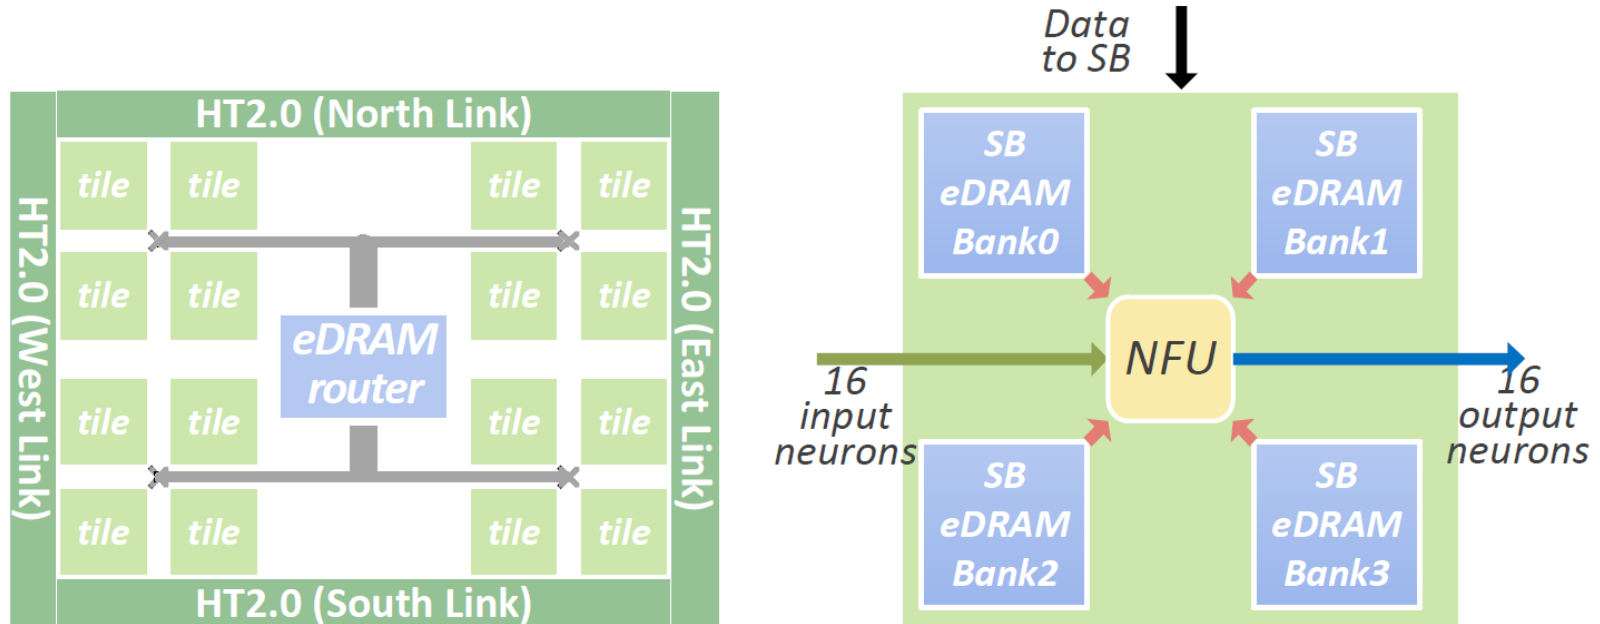 HT2.0 (North Link)
HT2.0 (West Link)
tile tile tile tile
tile tile tile tile
eDRAM
router
tile tile tile tile
tile tile tile tile
HT2.0 (East Link)
HT2.0 (South Link)
Data
to SB
SB
eDRAM
Bank0
SB
eDRAM
Bank1
NFU
16
input
neurons
16
output
neurons
SB
eDRAM
Bank2
SB
eDRAM
Bank3